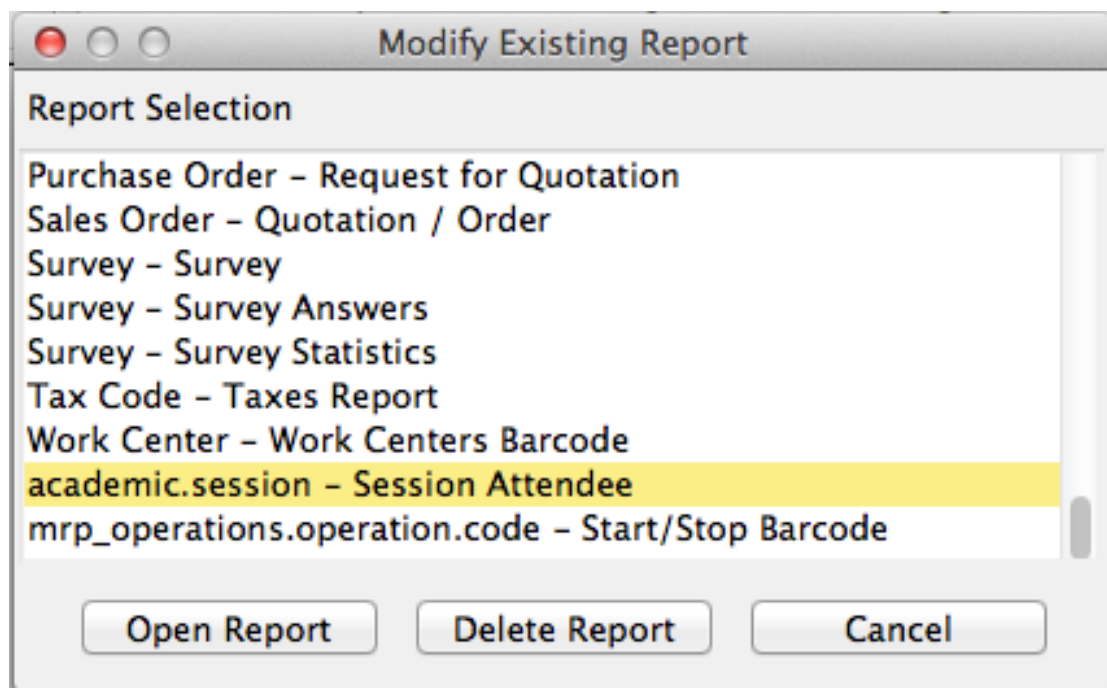 Modify Existing Report
Report Selection
Purchase Order – Request for Quotation
Sales Order – Quotation / Order
Survey – Survey
Survey – Survey Answers
Survey – Survey Statistics
Tax Code – Taxes Report
Work Center – Work Centers Barcode
academic.session – Session Attendee
mrp_operations.operation.code – Start/Stop Barcode
Open Report Delete Report Cancel